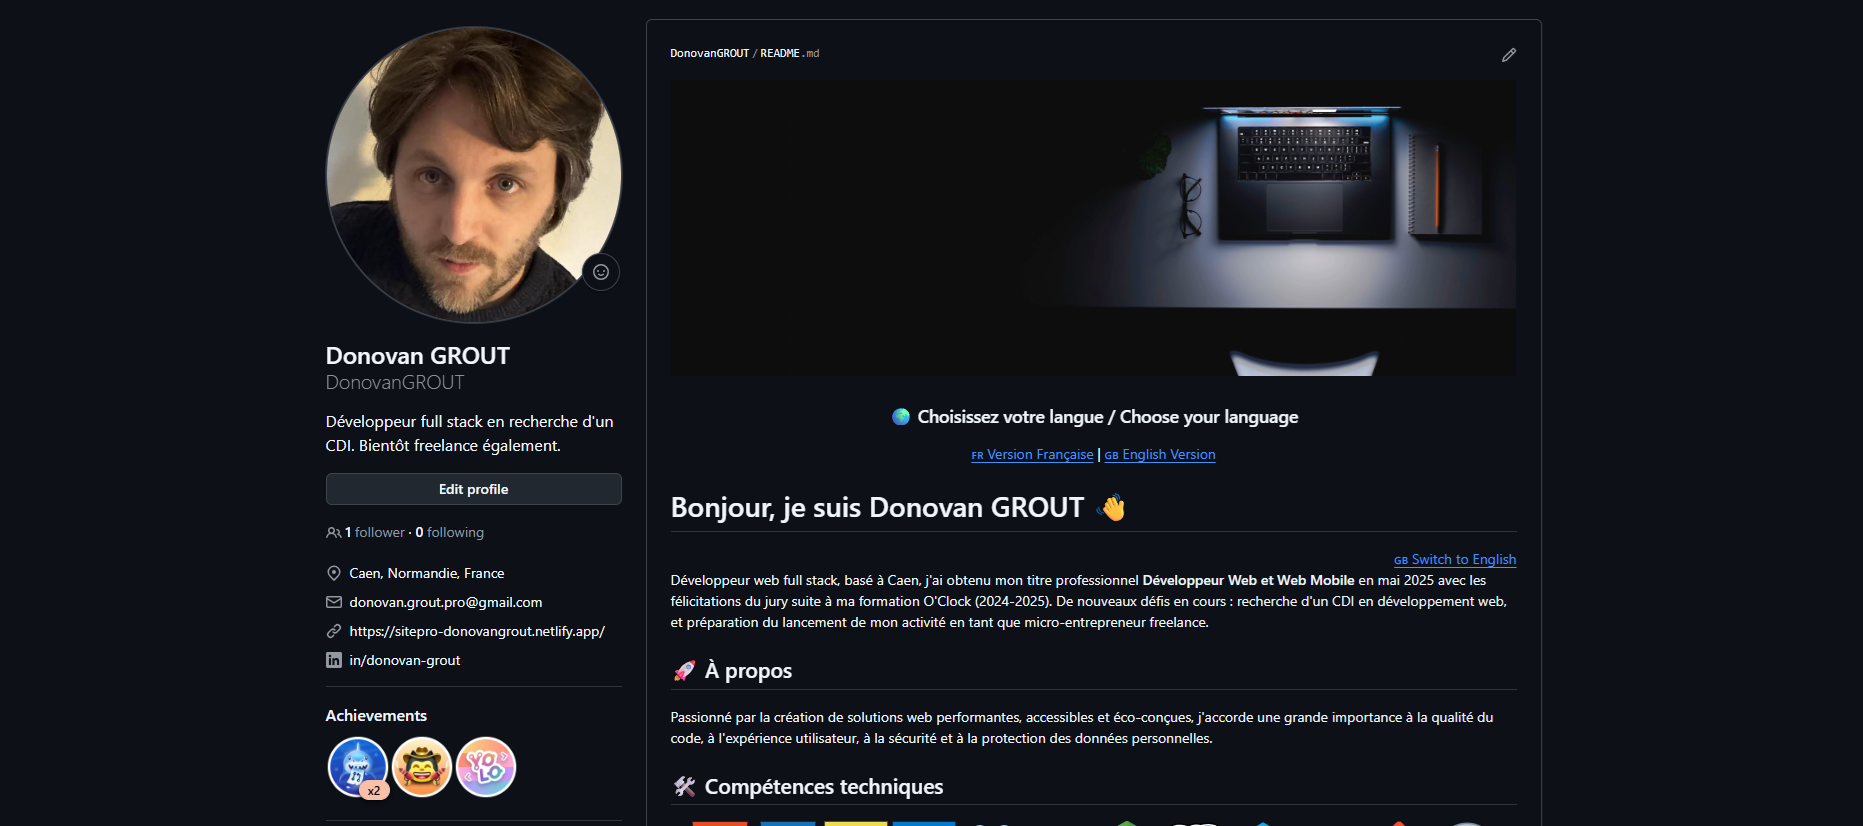 Donovan GROUT
DonovanGROUT
Développeur full stack en recherche d'un
CDI. Bientôt freelance également.
Edit profile
1 follower · 0 following
Caen, Normandie, France
donovan.grout.pro@gmail.com
https://sitepro-donovangrout.netlify.app/
in/donovan-grout
Achievements
x2
YOLO
DonovanGROUT / README.md
Choisissez votre langue / Choose your language
FR Version Française | GB English Version
Bonjour, je suis Donovan GROUT 👋
GB Switch to English
Développeur web full stack, basé à Caen, j'ai obtenu mon titre professionnel Développeur Web et Web Mobile en mai 2025 avec les
félicitations du jury suite à ma formation O'Clock (2024-2025). De nouveaux défis en cours : recherche d'un CDI en développement web,
et préparation du lancement de mon activité en tant que micro-entrepreneur freelance.
🚀 À propos
Passionné par la création de solutions web performantes, accessibles et éco-conçues, j'accorde une grande importance à la qualité du
code, à l'expérience utilisateur, à la sécurité et à la protection des données personnelles.
🛠 Compétences techniques